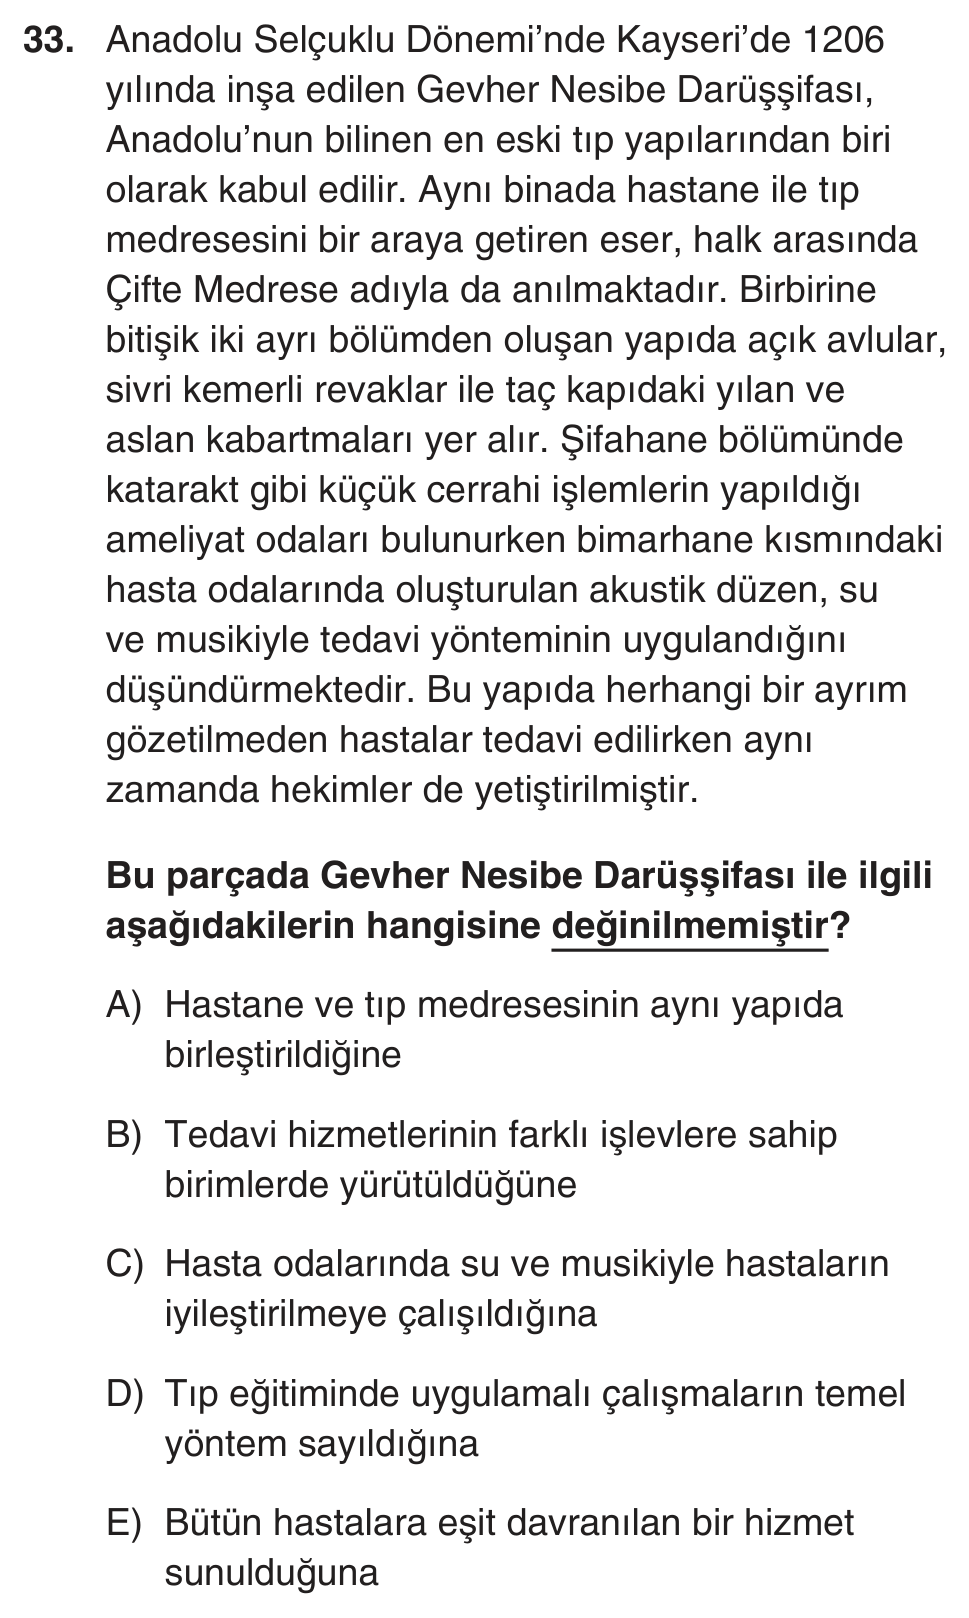 33. Anadolu Selçuklu Dönemi’nde Kayseri’de 1206
yılında inşa edilen Gevher Nesibe Darüşşifası,
Anadolu’nun bilinen en eski tıp yapılarından biri
olarak kabul edilir. Aynı binada hastane ile tıp
medresesini bir araya getiren eser, halk arasında
Çifte Medrese adıyla da anılmaktadır. Birbirine
bitişik iki ayrı bölümden oluşan yapıda açık avlular,
sivri kemerli revaklar ile taç kapıdaki yılan ve
aslan kabartmaları yer alır. Şifahane bölümünde
katarakt gibi küçük cerrahi işlemlerin yapıldığı
ameliyat odaları bulunurken bimarhane kısmındaki
hasta odalarında oluşturulan akustik düzen, su
ve musikiyle tedavi yönteminin uygulandığını
düşündürmektedir. Bu yapıda herhangi bir ayrım
gözetilmeden hastalar tedavi edilirken aynı
zamanda hekimler de yetiştirilmiştir.
Bu parçada Gevher Nesibe Darüşşifası ile ilgili
aşağıdakilerin hangisine değinilmemiştir?
A) Hastane ve tıp medresesinin aynı yapıda
birleştirildiğine
B) Tedavi hizmetlerinin farklı işlevlere sahip
birimlerde yürütüldüğüne
C) Hasta odalarında su ve musikiyle hastaların
iyileştirilmeye çalışıldığına
D) Tıp eğitiminde uygulamalı çalışmaların temel
yöntem sayıldığına
E) Bütün hastalara eşit davranılan bir hizmet
sunulduğuna